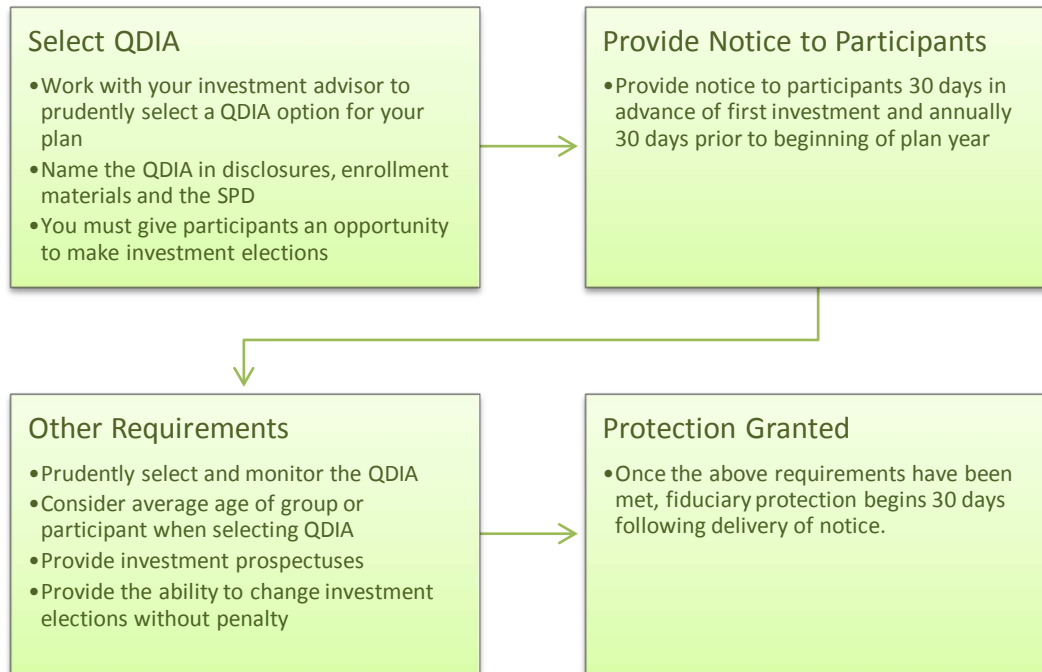 Select QDIA
•Work with your investment advisor to
prudently select a QDIA option for your
plan
•Name the QDIA in disclosures, enrollment
materials and the SPD
•You must give participants an opportunity
to make investment elections
Provide Notice to Participants
•Provide notice to participants 30 days in
advance of first investment and annually
30 days prior to beginning of plan year
Other Requirements
•Prudently select and monitor the QDIA
•Consider average age of group or
participant when selecting QDIA
•Provide investment prospectuses
•Provide the ability to change investment
elections without penalty
Protection Granted
•Once the above requirements have been
met, fiduciary protection begins 30 days
following delivery of notice.